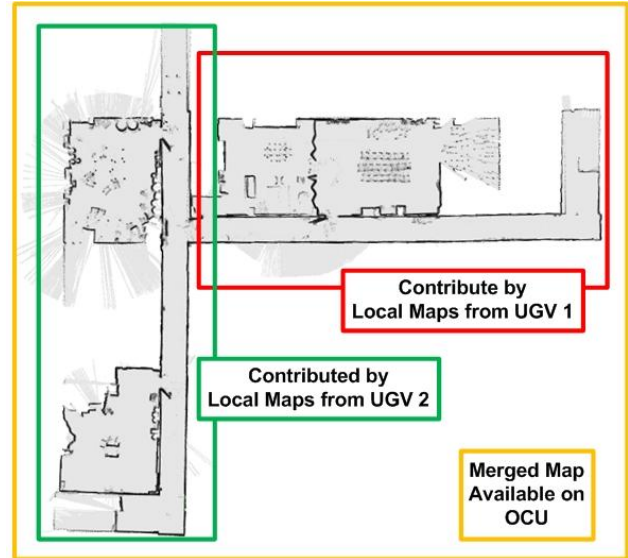 Contribute by
Local Maps from UGV 1
Contributed by
Local Maps from UGV 2
Merged Map
Available on
OCU